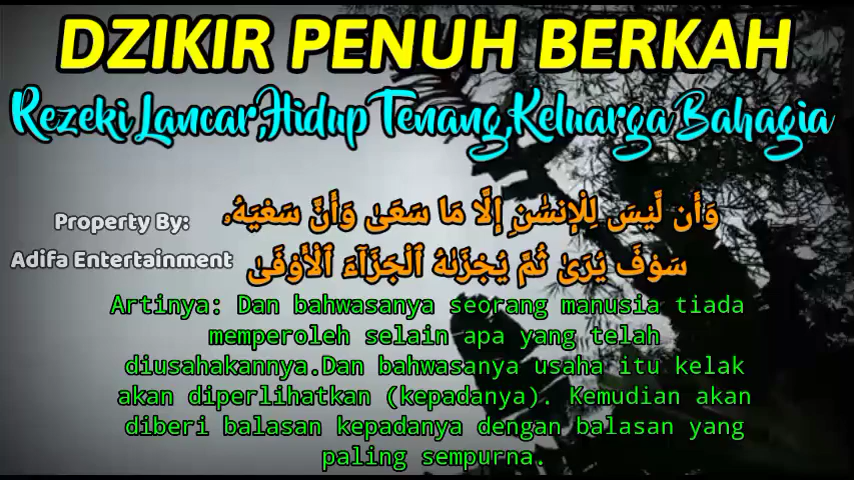 DZIKIR PENUH BERKAH
Rezeki Lancar,Hidup Tenang,Keluarga Bahagia
وَأَن لَّيْسَ لِلْإِنسَٰنِ إِلَّا مَا سَعَىٰ وَأَنَّ سَعْيَهُۥ
سَوْفَ يُرَىٰ ثُمَّ يُجْزَىٰهُ ٱلْجَزَآءَ ٱلْأَوْفَىٰ
Property By:
Adifa Entertainment
Artinya: Dan bahwasanya seorang manusia tiada
memperoleh selain apa yang telah
diusahakannya.Dan bahwasanya usaha itu kelak
akan diperlihatkan (kepadanya). Kemudian akan
diberi balasan kepadanya dengan balasan yang
paling sempurna.